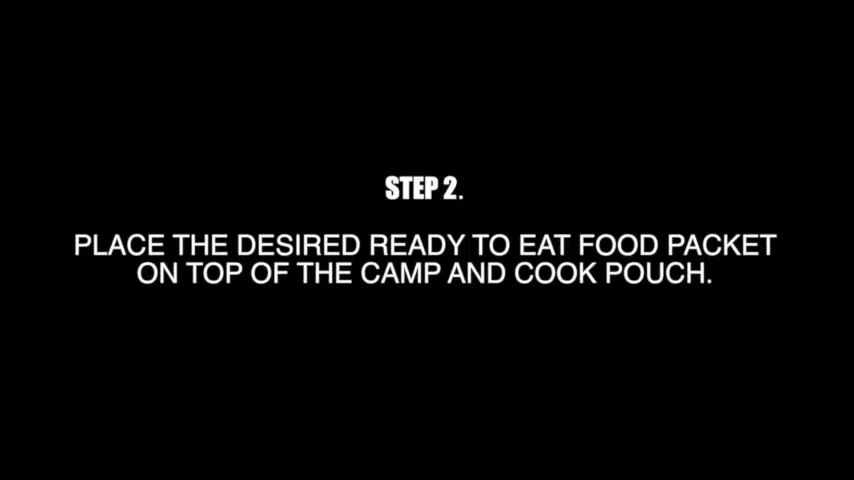 STEP 2.
PLACE THE DESIRED READY TO EAT FOOD PACKET
ON TOP OF THE CAMP AND COOK POUCH.